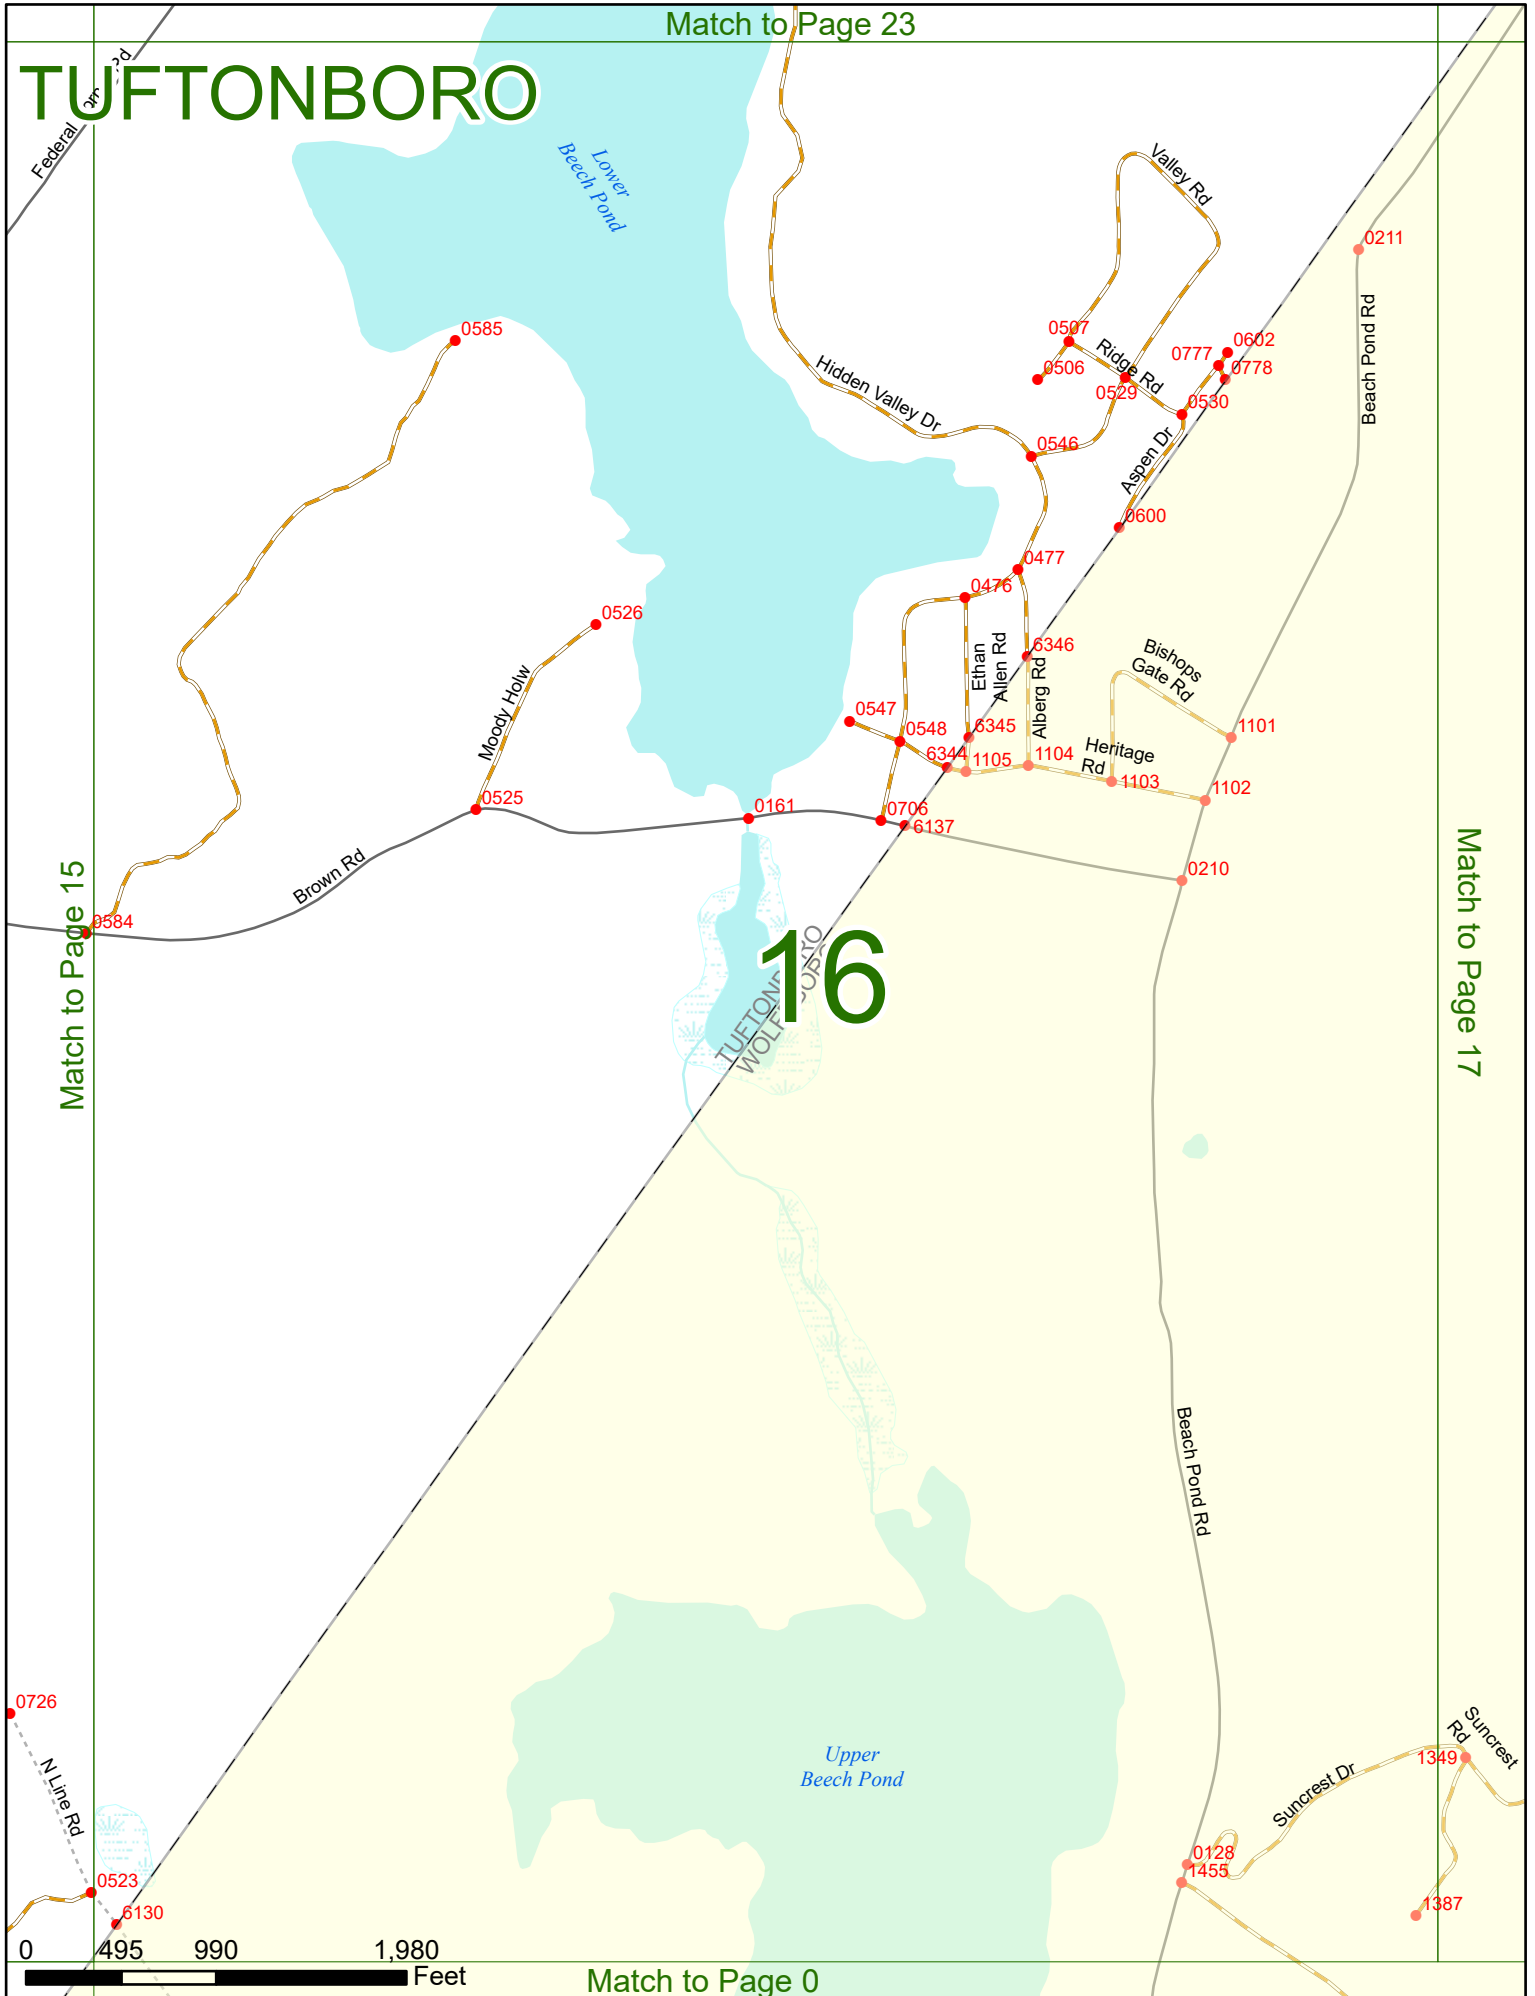 Match to Page 23
TUFTONBORO
Federal
Rd
Lower
Beech Pond
Valley Rd
0211
Beach Pond Rd
0585
0507
Ridge Rd
0602
0777
0778
0506
0529
0530
Hidden Valley Dr
0546
Aspen Dr
0600
0477
0476
0526
Ethan
Allen Rd
6346
Alberg Rd
Bishops
Gate Rd
Moody Holw
0547
0548
6345
1101
6344
1105
1104
Heritage
Rd
1103
1102
0525
0161
0706
6137
Brown Rd
0210
Match to Page 15
0584
Match to Page 17
16
Beach Pond Rd
0726
N Line Rd
Upper
Beech Pond
Suncrest
Rd
1349
Suncrest Dr
0128
1455
0523
6130
1387
0 495 990 1,980
Feet
Match to Page 0